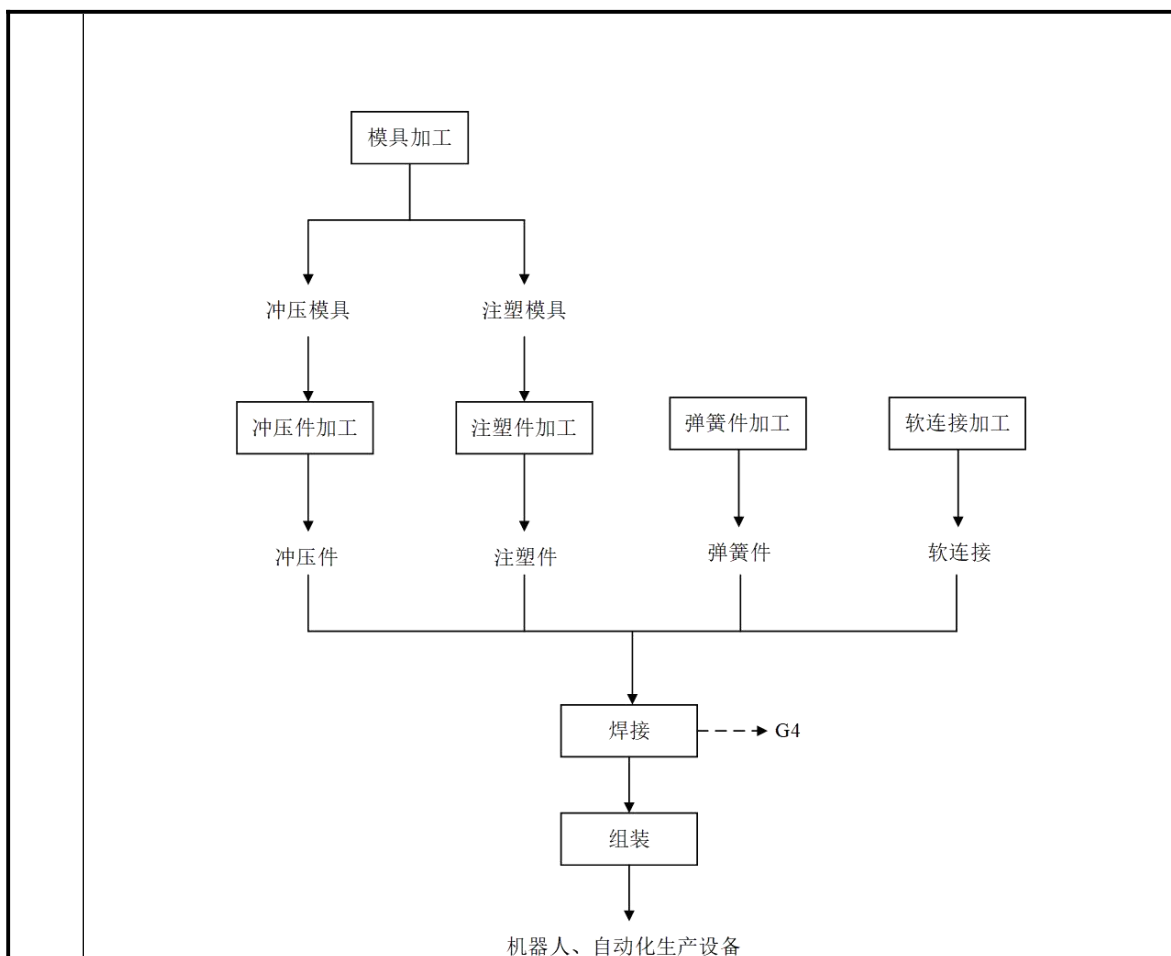 模具加工
冲压模具
注塑模具
冲压件加工
注塑件加工
弹簧件加工
软连接加工
冲压件
注塑件
弹簧件
软连接
焊接
G4
组装
机器人、自动化生产设备